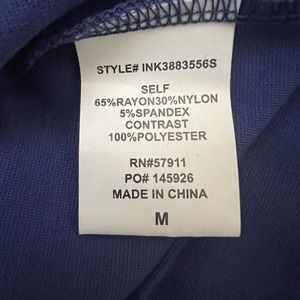 STYLE# INK3883556S
SELF
65%RAYON30%NYLON
5%SPANDEX
CONTRAST
100%POLYESTER
RN#57911
PO# 145926
MADE IN CHINA
M